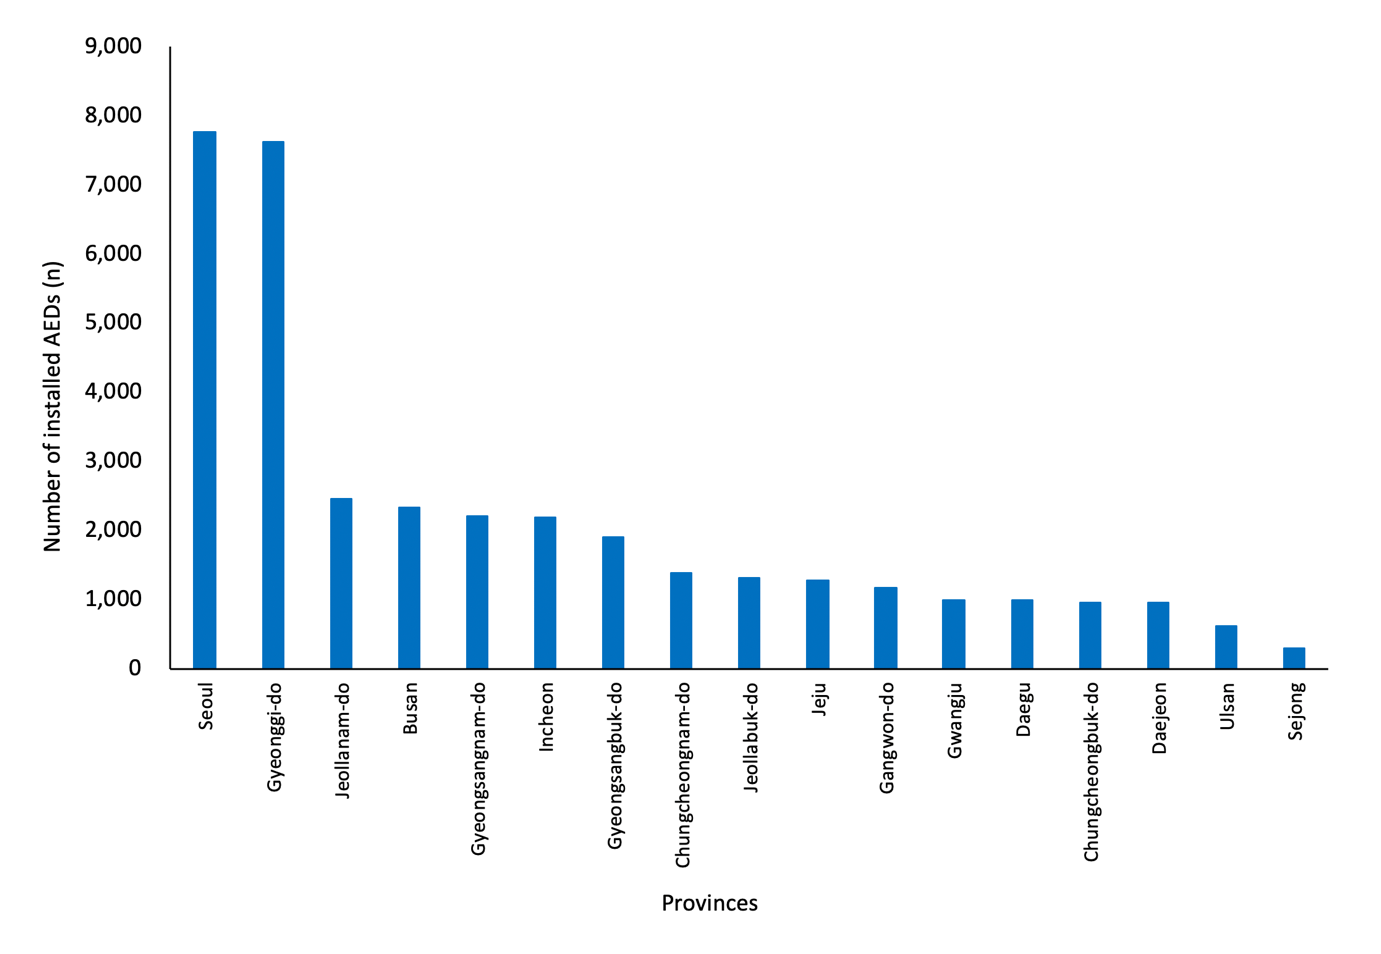 9,000
8,000
7,000
6,000
5,000
4,000
3,000
2,000
1,000
0
Number of installed AEDs (n)
Seoul
Gyeonggi-do
Jeollanam-do
Busan
Gyeongsangnam-do
Incheon
Gyeongsangbuk-do
Chungcheongnam-do
Jeollabuk-do
Jeju
Gangwon-do
Gwangju
Daegu
Chungcheongbuk-do
Daejeon
Ulsan
Sejong
Provinces